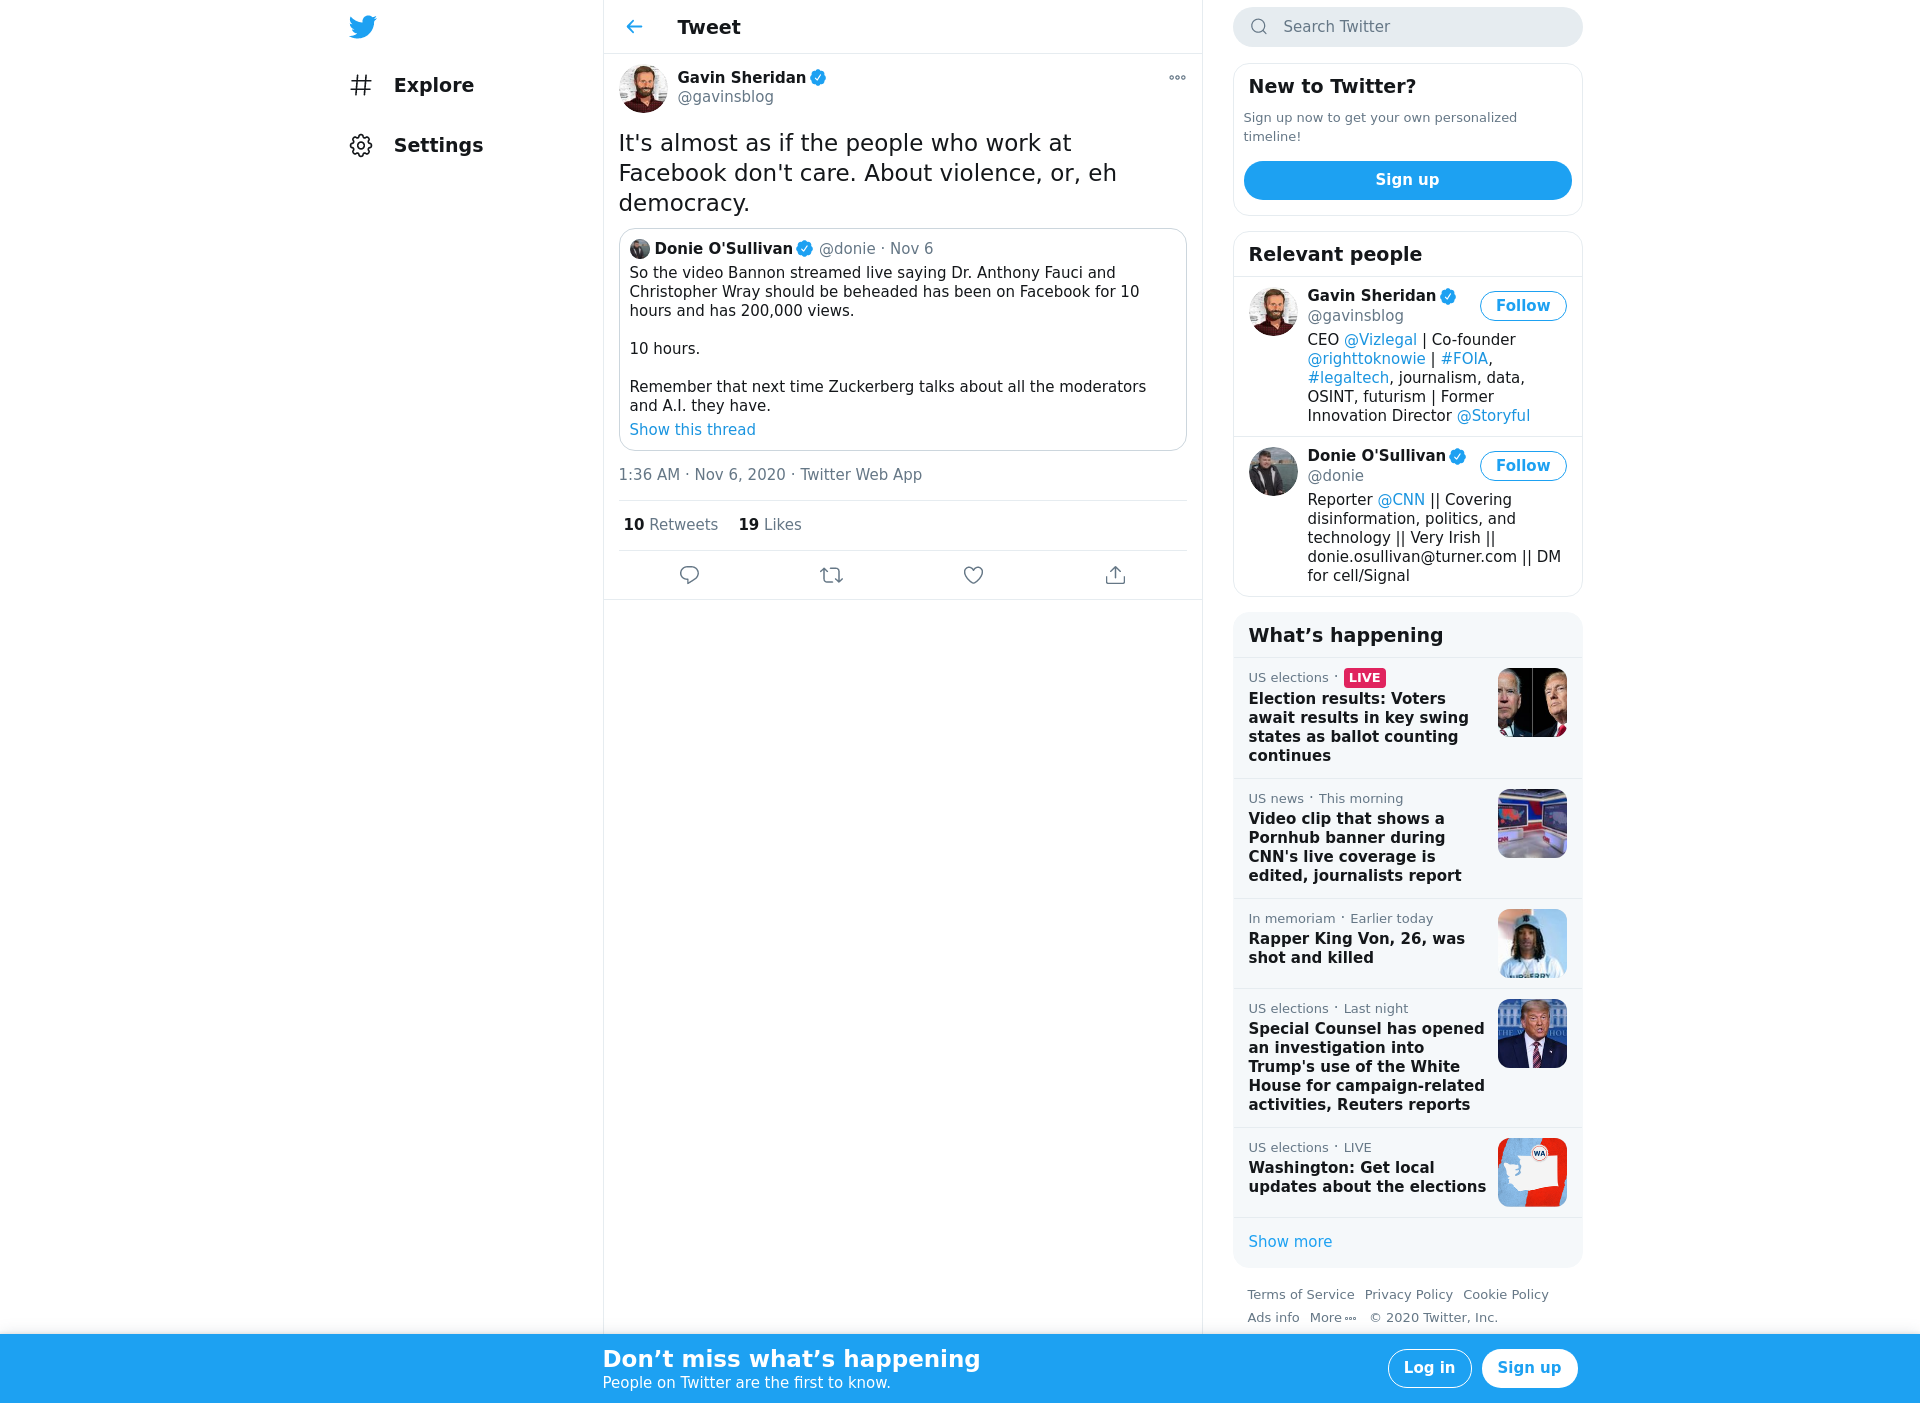 Explore
Settings
Tweet
Gavin Sheridan
@gavinsblog
It's almost as if the people who work at
Facebook don't care. About violence, or, eh
democracy.
Donie O'Sullivan @donie · Nov 6
So the video Bannon streamed live saying Dr. Anthony Fauci and
Christopher Wray should be beheaded has been on Facebook for 10
hours and has 200,000 views.
10 hours.
Remember that next time Zuckerberg talks about all the moderators
and A.I. they have.
Show this thread
1:36 AM · Nov 6, 2020 · Twitter Web App
10 Retweets 19 Likes
Search Twitter
New to Twitter?
Sign up now to get your own personalized
timeline!
Sign up
Relevant people
Gavin Sheridan
@gavinsblog
Follow
CEO @Vizlegal | Co-founder
@righttoknowie | #FOIA,
#legaltech, journalism, data,
OSINT, futurism | Former
Innovation Director @Storyful
Donie O'Sullivan
@donie
Follow
Reporter @CNN || Covering
disinformation, politics, and
technology || Very Irish ||
donie.osullivan@turner.com || DM
for cell/Signal
What’s happening
US elections · LIVE
Election results: Voters
await results in key swing
states as ballot counting
continues
US news · This morning
Video clip that shows a
Pornhub banner during
CNN's live coverage is
edited, journalists report
In memoriam · Earlier today
Rapper King Von, 26, was
shot and killed
US elections · Last night
Special Counsel has opened
an investigation into
Trump's use of the White
House for campaign-related
activities, Reuters reports
US elections · LIVE
Washington: Get local
updates about the elections
WA
Show more
Terms of Service Privacy Policy Cookie Policy
Ads info More © 2020 Twitter, Inc.
Don’t miss what’s happening
People on Twitter are the first to know.
Log in
Sign up